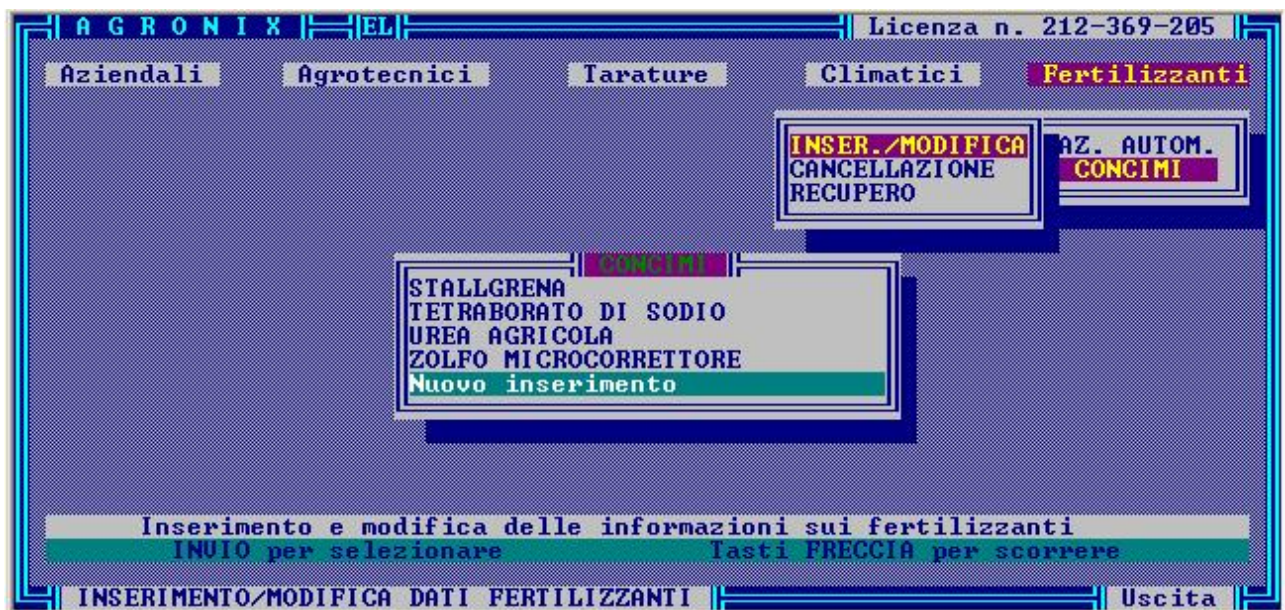 A G R O N I X EL Licenza n. 212-369-205
Aziendali Agrotecnici Tarature Climatici Fertilizzanti
INSER./MODIFICA AZ. AUTOM.
CANCELLAZIONE CONCIMI
RECUPERO
CONCIMI
STALLGRENA
TETRABORATO DI SODIO
UREA AGRICOLA
ZOLFO MICROCORRETTORE
Nuovo inserimento
Inserimento e modifica delle informazioni sui fertilizzanti
INVIO per selezionare Tasti FRECCIA per scorrere
INSERIMENTO/MODIFICA DATI FERTILIZZANTI Uscita